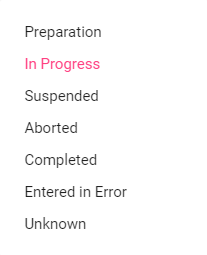 Preparation
In Progress
Suspended
Aborted
Completed
Entered in Error
Unknown